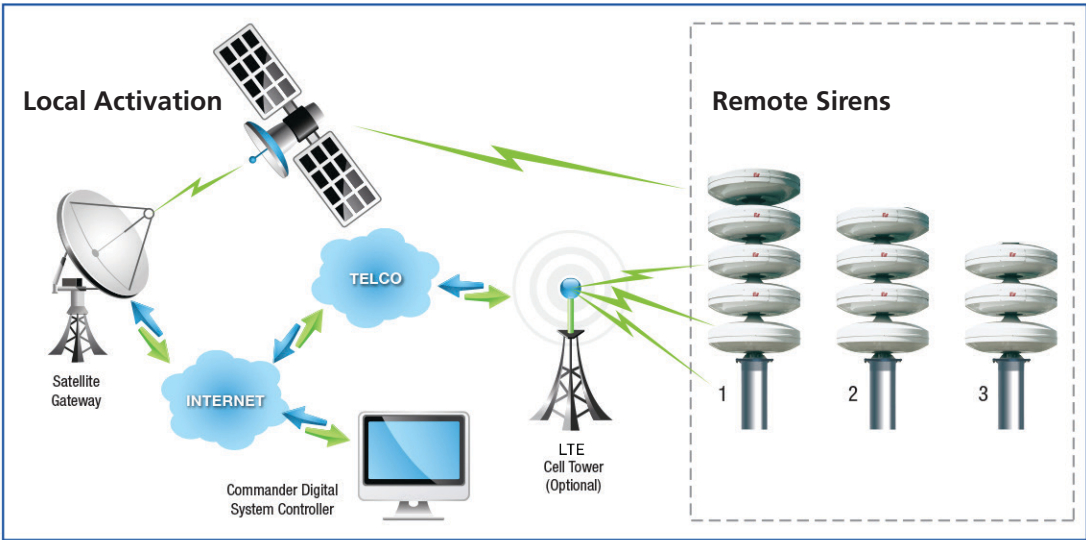 Local Activation
Remote Sirens
TELCO
INTERNET
Satellite
Gateway
Commander Digital
System Controller
LTE
Cell Tower
(Optional)
1
2
3